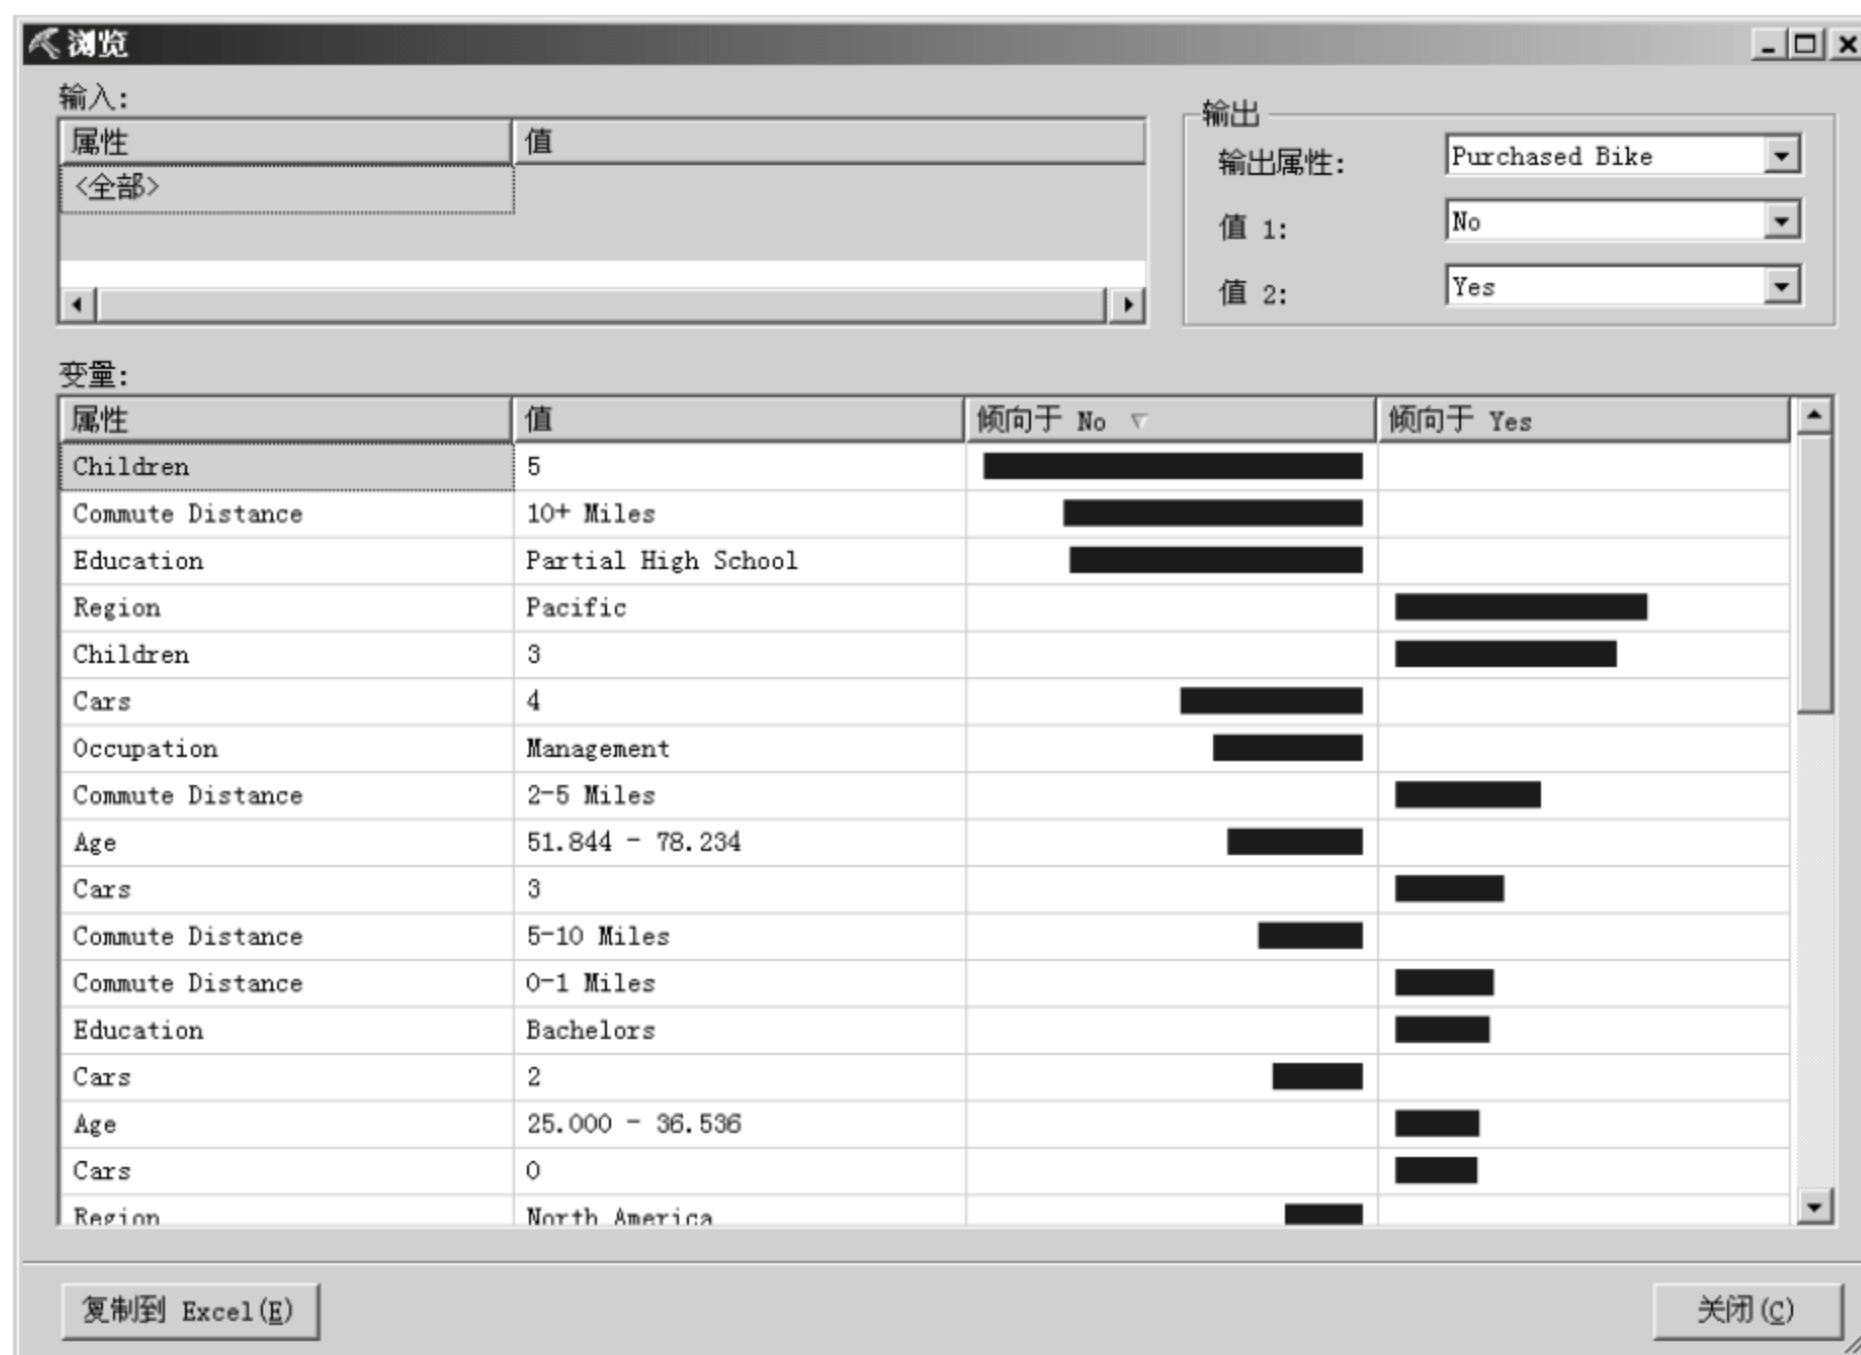 浏览
输入:
属性 值
<全部>
输出
输出属性: Purchased Bike
值 1: No
值 2: Yes
变量:
属性 值 倾向于 No 倾向于 Yes
Children 5
Commute Distance 10+ Miles
Education Partial High School
Region Pacific
Children 3
Cars 4
Occupation Management
Commute Distance 2-5 Miles
Age 51.844 - 78.234
Cars 3
Commute Distance 5-10 Miles
Commute Distance 0-1 Miles
Education Bachelors
Cars 2
Age 25.000 - 36.536
Cars 0
Region North America
复制到 Excel(E) 关闭(C)